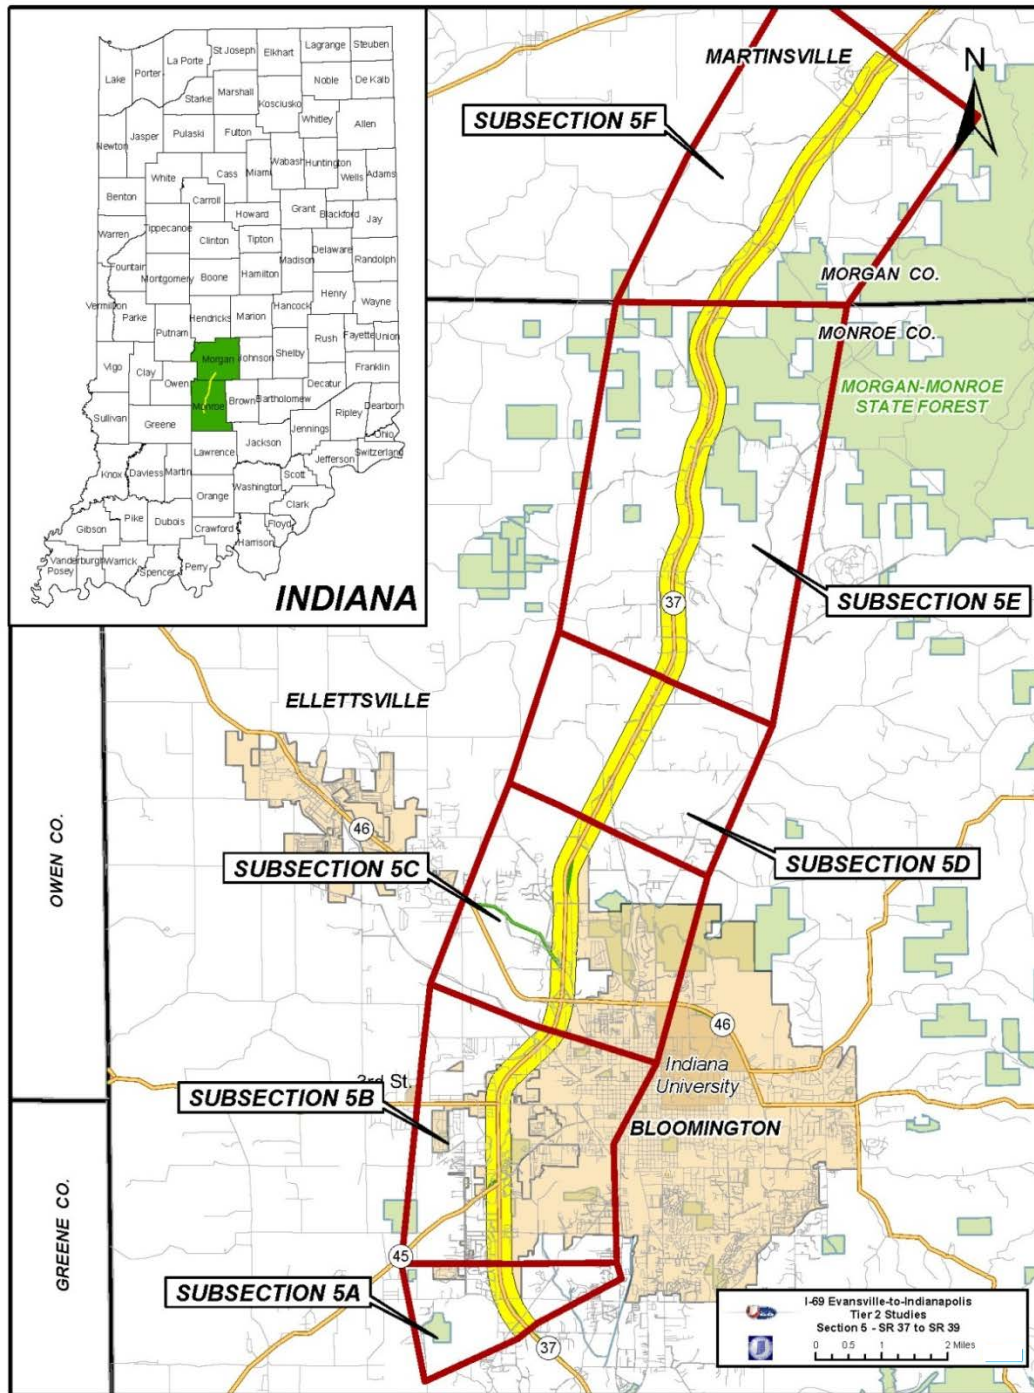 St Joseph
Lagrange
Steuben
La Porte
Elkhart
Lake
Porter
Noble
De Kalb
Starke
Marshall
Kosciusko
Whitley
Allen
Newton
Jasper
Pulaski
Fulton
Wabash
Huntington
Miami
Wells
Adams
White
Cass
Benton
Carroll
Grant
Blackford
Jay
Howard
Warren
Tippecanoe
Clinton
Tipton
Delaware
Madison
Randolph
Fountain
Montgomery
Boone
Hamilton
Henry
Wayne
Vermillion
Parke
Hendricks
Marion
Hancock
Putnam
Rush
Fayette
Union
Morgan
Johnson
Shelby
Vigo
Clay
Owen
Franklin
Decatur
Monroe
Brown
Bartholomew
Sullivan
Greene
Ripley
Dearborn
Jennings
Ohio
Lawrence
Jackson
Jefferson
Switzerland
Knox
Daviess
Martin
Scott
Orange
Washington
Clark
Gibson
Pike
Dubois
Crawford
Floyd
Harrison
Vanderburgh
Warrick
Perry
Posey
Spencer
INDIANA
MARTINSVILLE
N
SUBSECTION 5F
MORGAN CO.
MONROE CO.
MORGAN-MONROE
STATE FOREST
SUBSECTION 5E
37
ELLETTSVILLE
46
SUBSECTION 5D
SUBSECTION 5C
OWEN CO.
46
Indiana
University
3rd St.
SUBSECTION 5B
BLOOMINGTON
GREENE CO.
45
SUBSECTION 5A
37
I-69 Evansville-to-Indianapolis
Tier 2 Studies
Section 5 - SR 37 to SR 39
0 0.5 1 2 Miles